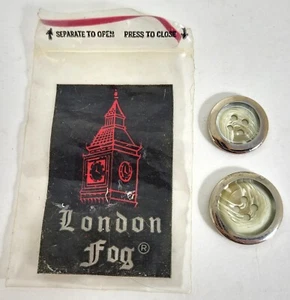 SEPARATE TO OPEN PRESS TO CLOSE
London
Fog®